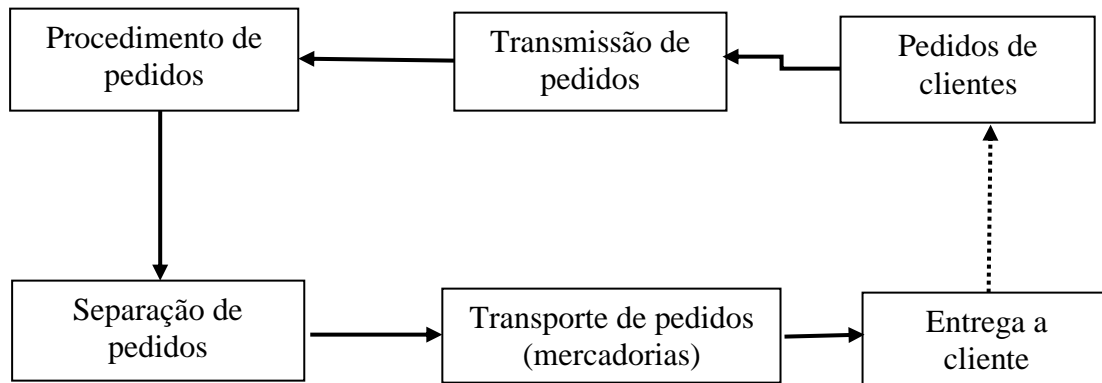 Procedimento de
pedidos
Transmissão de
pedidos
Pedidos de
clientes
Separação de
pedidos
Transporte de pedidos
(mercadorias)
Entrega a
cliente